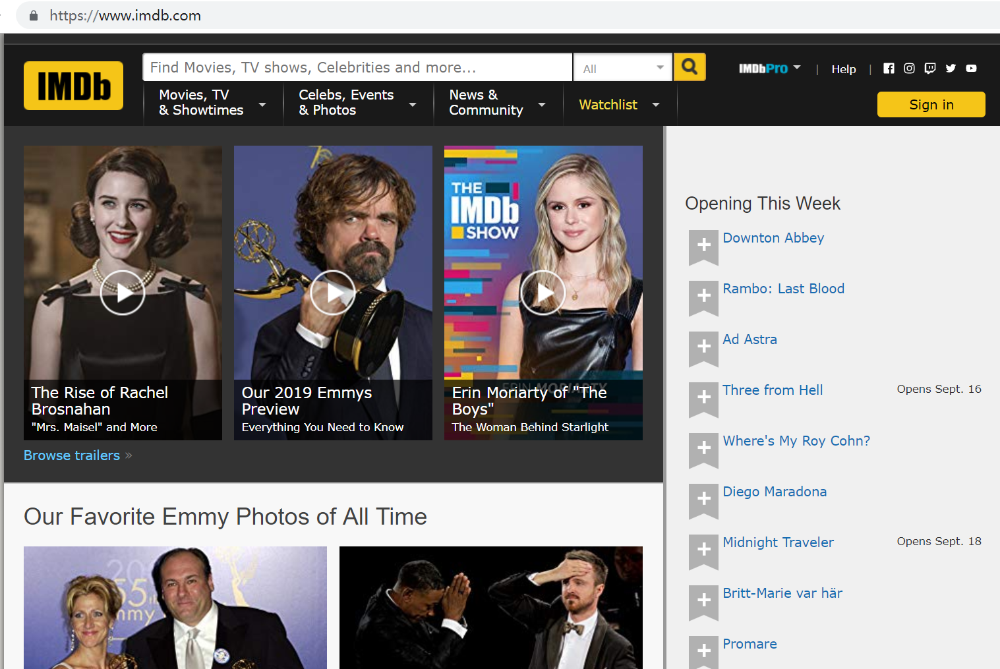 https://www.imdb.com
IMDb
Find Movies, TV shows, Celebrities and more...
All
IMDbPro
|
Help
|
Movies, TV
& Showtimes
Celebs, Events
& Photos
News &
Community
Watchlist
Sign in
THE
IMDb
SHOW
ERIN MORIARTY
The Rise of Rachel
Brosnahan
"Mrs. Maisel" and More
Our 2019 Emmys
Preview
Everything You Need to Know
Erin Moriarty of "The
Boys"
The Woman Behind Starlight
Browse trailers »
Our Favorite Emmy Photos of All Time
Opening This Week
Downton Abbey
Rambo: Last Blood
Ad Astra
Three from Hell Opens Sept. 16
Where's My Roy Cohn?
Diego Maradona
Midnight Traveler Opens Sept. 18
Britt-Marie var här
Promare